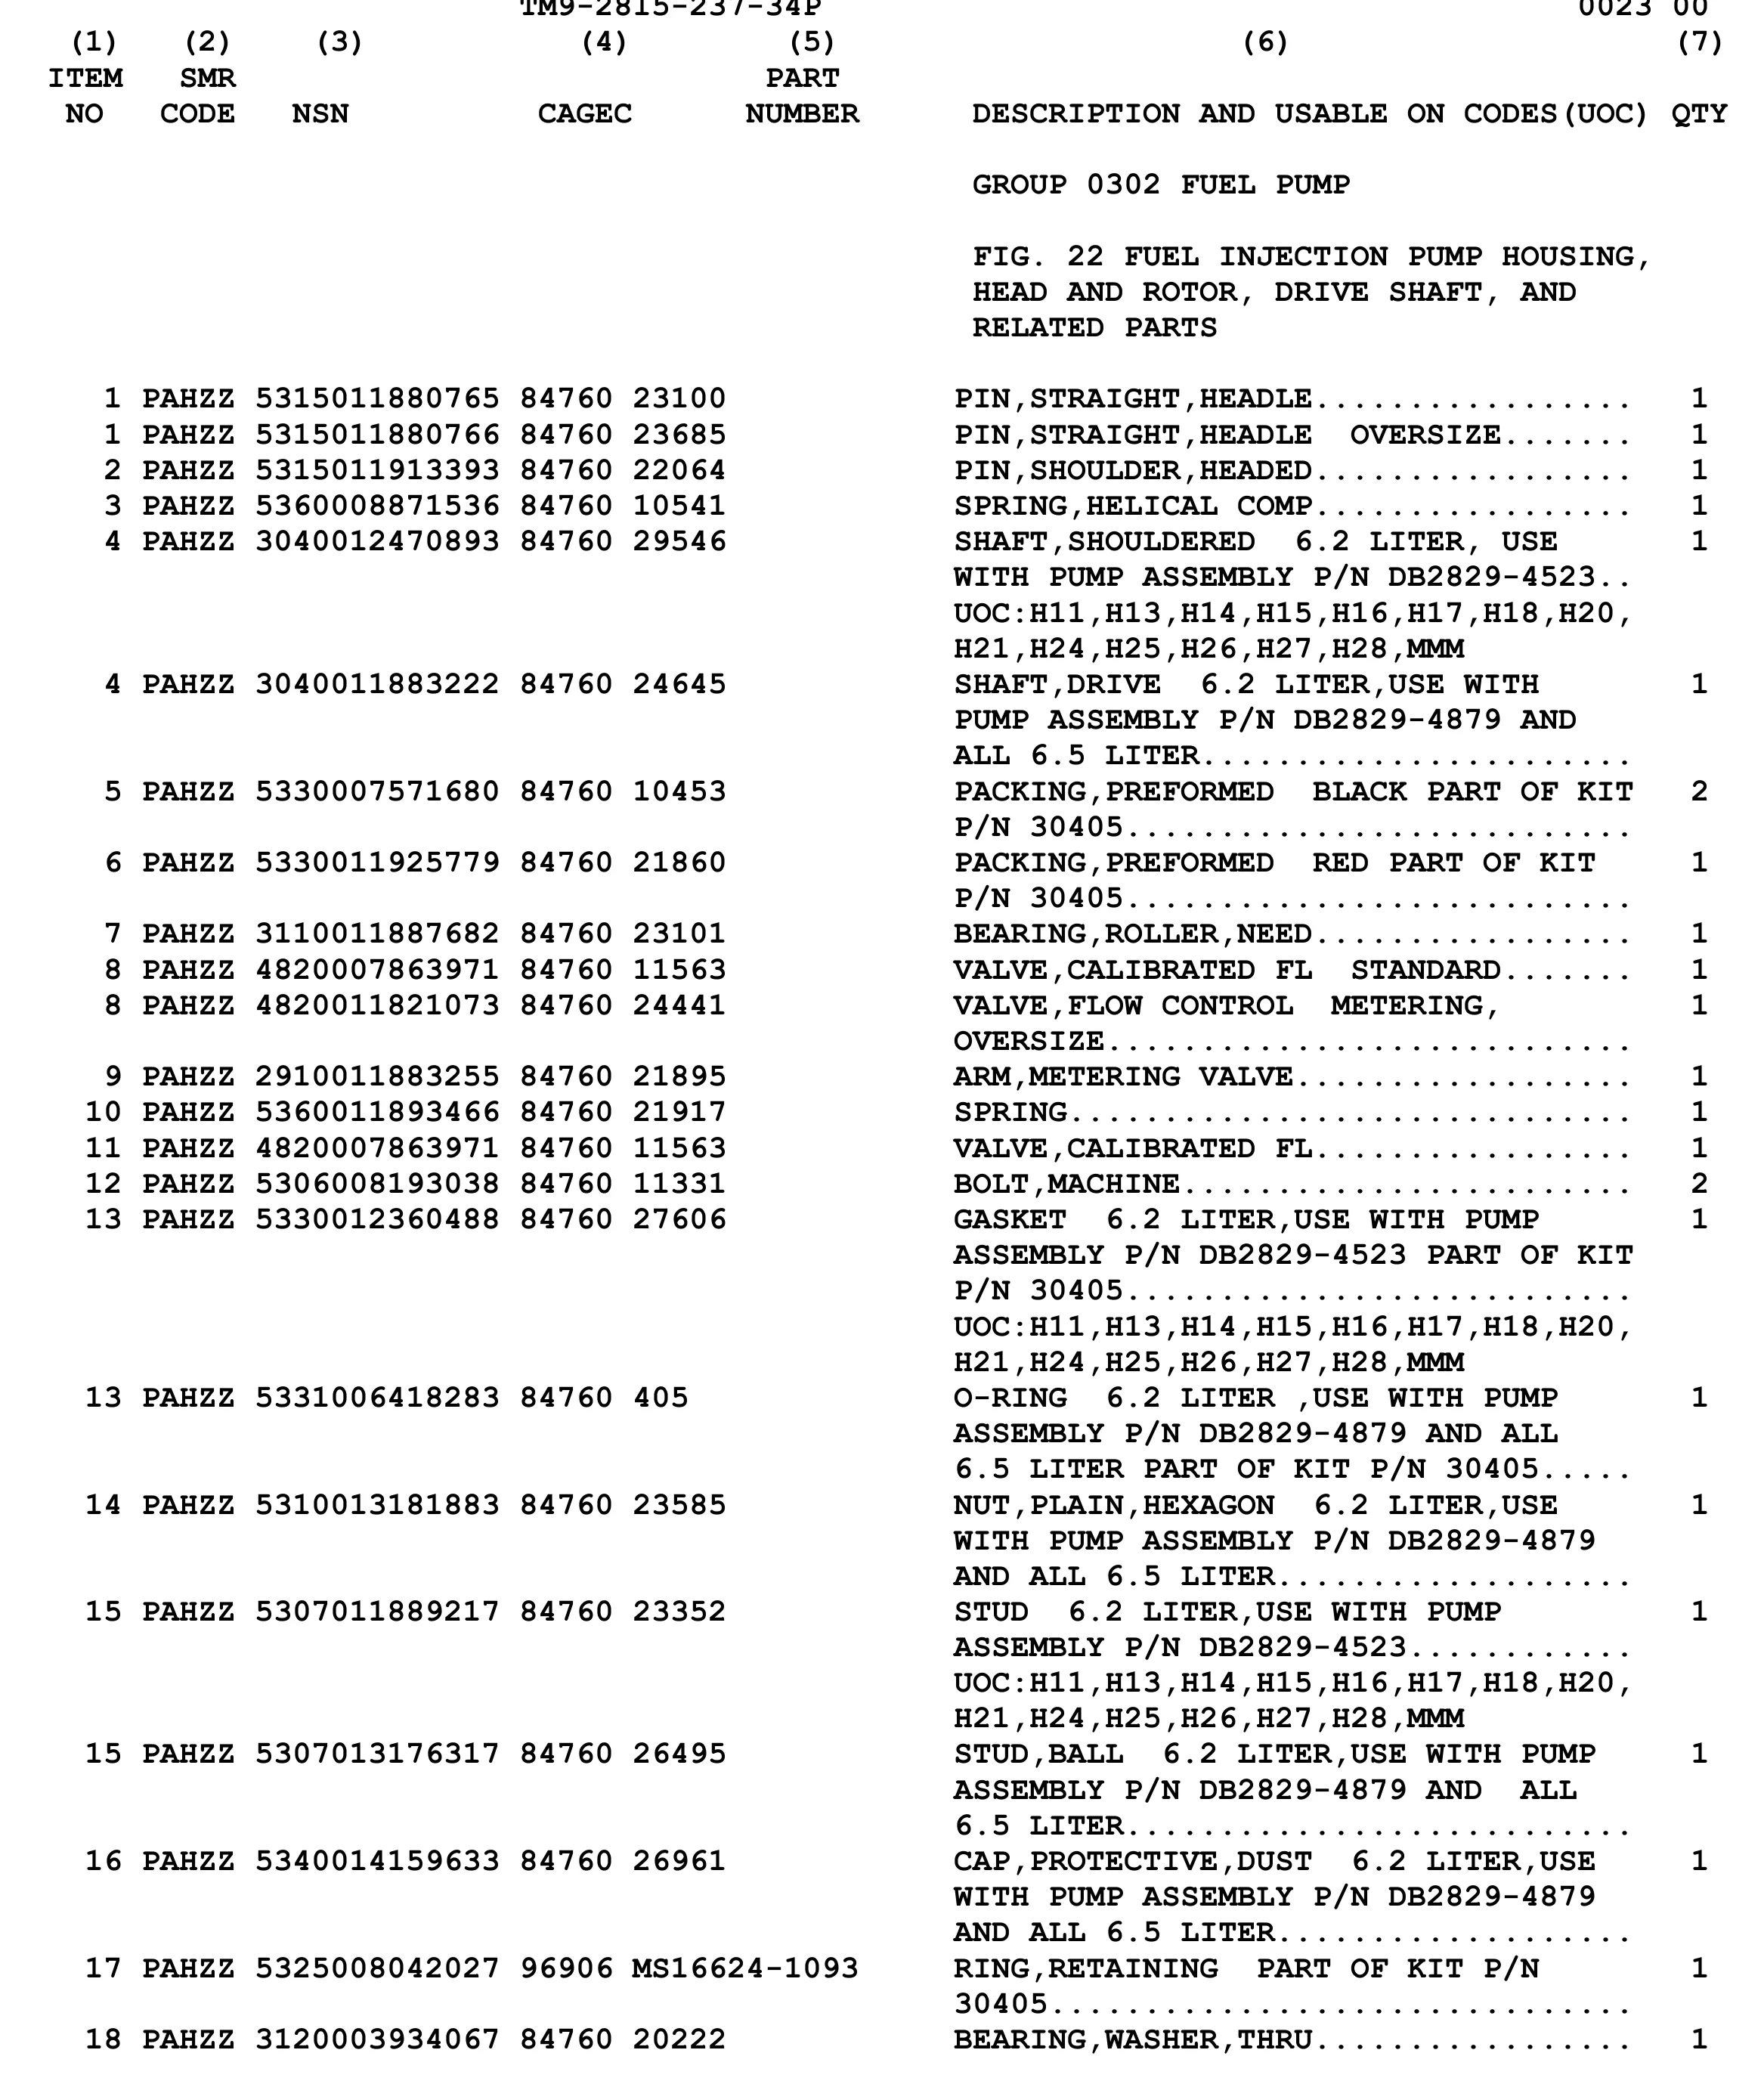 TM9-2815-237-34P 0023 00
(1) (2) (3) (4) (5) (6) (7)
ITEM SMR PART
NO CODE NSN CAGEC NUMBER DESCRIPTION AND USABLE ON CODES(UOC) QTY
GROUP 0302 FUEL PUMP
FIG. 22 FUEL INJECTION PUMP HOUSING,
HEAD AND ROTOR, DRIVE SHAFT, AND
RELATED PARTS
1 PAHZZ 5315011880765 84760 23100 PIN,STRAIGHT,HEADLE................. 1
1 PAHZZ 5315011880766 84760 23685 PIN,STRAIGHT,HEADLE  OVERSIZE....... 1
2 PAHZZ 5315011913393 84760 22064 PIN,SHOULDER,HEADED................. 1
3 PAHZZ 5360008871536 84760 10541 SPRING,HELICAL COMP................. 1
4 PAHZZ 3040012470893 84760 29546 SHAFT,SHOULDERED  6.2 LITER, USE 1
WITH PUMP ASSEMBLY P/N DB2829-4523..
UOC:H11,H13,H14,H15,H16,H17,H18,H20,
H21,H24,H25,H26,H27,H28,MMM
4 PAHZZ 3040011883222 84760 24645 SHAFT,DRIVE  6.2 LITER,USE WITH 1
PUMP ASSEMBLY P/N DB2829-4879 AND
ALL 6.5 LITER.......................
5 PAHZZ 5330007571680 84760 10453 PACKING,PREFORMED  BLACK PART OF KIT 2
P/N 30405...........................
6 PAHZZ 5330011925779 84760 21860 PACKING,PREFORMED  RED PART OF KIT 1
P/N 30405...........................
7 PAHZZ 3110011887682 84760 23101 BEARING,ROLLER,NEED................. 1
8 PAHZZ 4820007863971 84760 11563 VALVE,CALIBRATED FL  STANDARD....... 1
8 PAHZZ 4820011821073 84760 24441 VALVE,FLOW CONTROL  METERING, 1
OVERSIZE............................
9 PAHZZ 2910011883255 84760 21895 ARM,METERING VALVE.................. 1
10 PAHZZ 5360011893466 84760 21917 SPRING.............................. 1
11 PAHZZ 4820007863971 84760 11563 VALVE,CALIBRATED FL................. 1
12 PAHZZ 5306008193038 84760 11331 BOLT,MACHINE........................ 2
13 PAHZZ 5330012360488 84760 27606 GASKET  6.2 LITER,USE WITH PUMP 1
ASSEMBLY P/N DB2829-4523 PART OF KIT
P/N 30405...........................
UOC:H11,H13,H14,H15,H16,H17,H18,H20,
H21,H24,H25,H26,H27,H28,MMM
13 PAHZZ 5331006418283 84760 405 O-RING  6.2 LITER ,USE WITH PUMP 1
ASSEMBLY P/N DB2829-4879 AND ALL
6.5 LITER PART OF KIT P/N 30405.....
14 PAHZZ 5310013181883 84760 23585 NUT,PLAIN,HEXAGON  6.2 LITER,USE 1
WITH PUMP ASSEMBLY P/N DB2829-4879
AND ALL 6.5 LITER...................
15 PAHZZ 5307011889217 84760 23352 STUD  6.2 LITER,USE WITH PUMP 1
ASSEMBLY P/N DB2829-4523............
UOC:H11,H13,H14,H15,H16,H17,H18,H20,
H21,H24,H25,H26,H27,H28,MMM
15 PAHZZ 5307013176317 84760 26495 STUD,BALL  6.2 LITER,USE WITH PUMP 1
ASSEMBLY P/N DB2829-4879 AND  ALL
6.5 LITER...........................
16 PAHZZ 5340014159633 84760 26961 CAP,PROTECTIVE,DUST  6.2 LITER,USE 1
WITH PUMP ASSEMBLY P/N DB2829-4879
AND ALL 6.5 LITER...................
17 PAHZZ 5325008042027 96906 MS16624-1093 RING,RETAINING  PART OF KIT P/N 1
30405...............................
18 PAHZZ 3120003934067 84760 20222 BEARING,WASHER,THRU................. 1